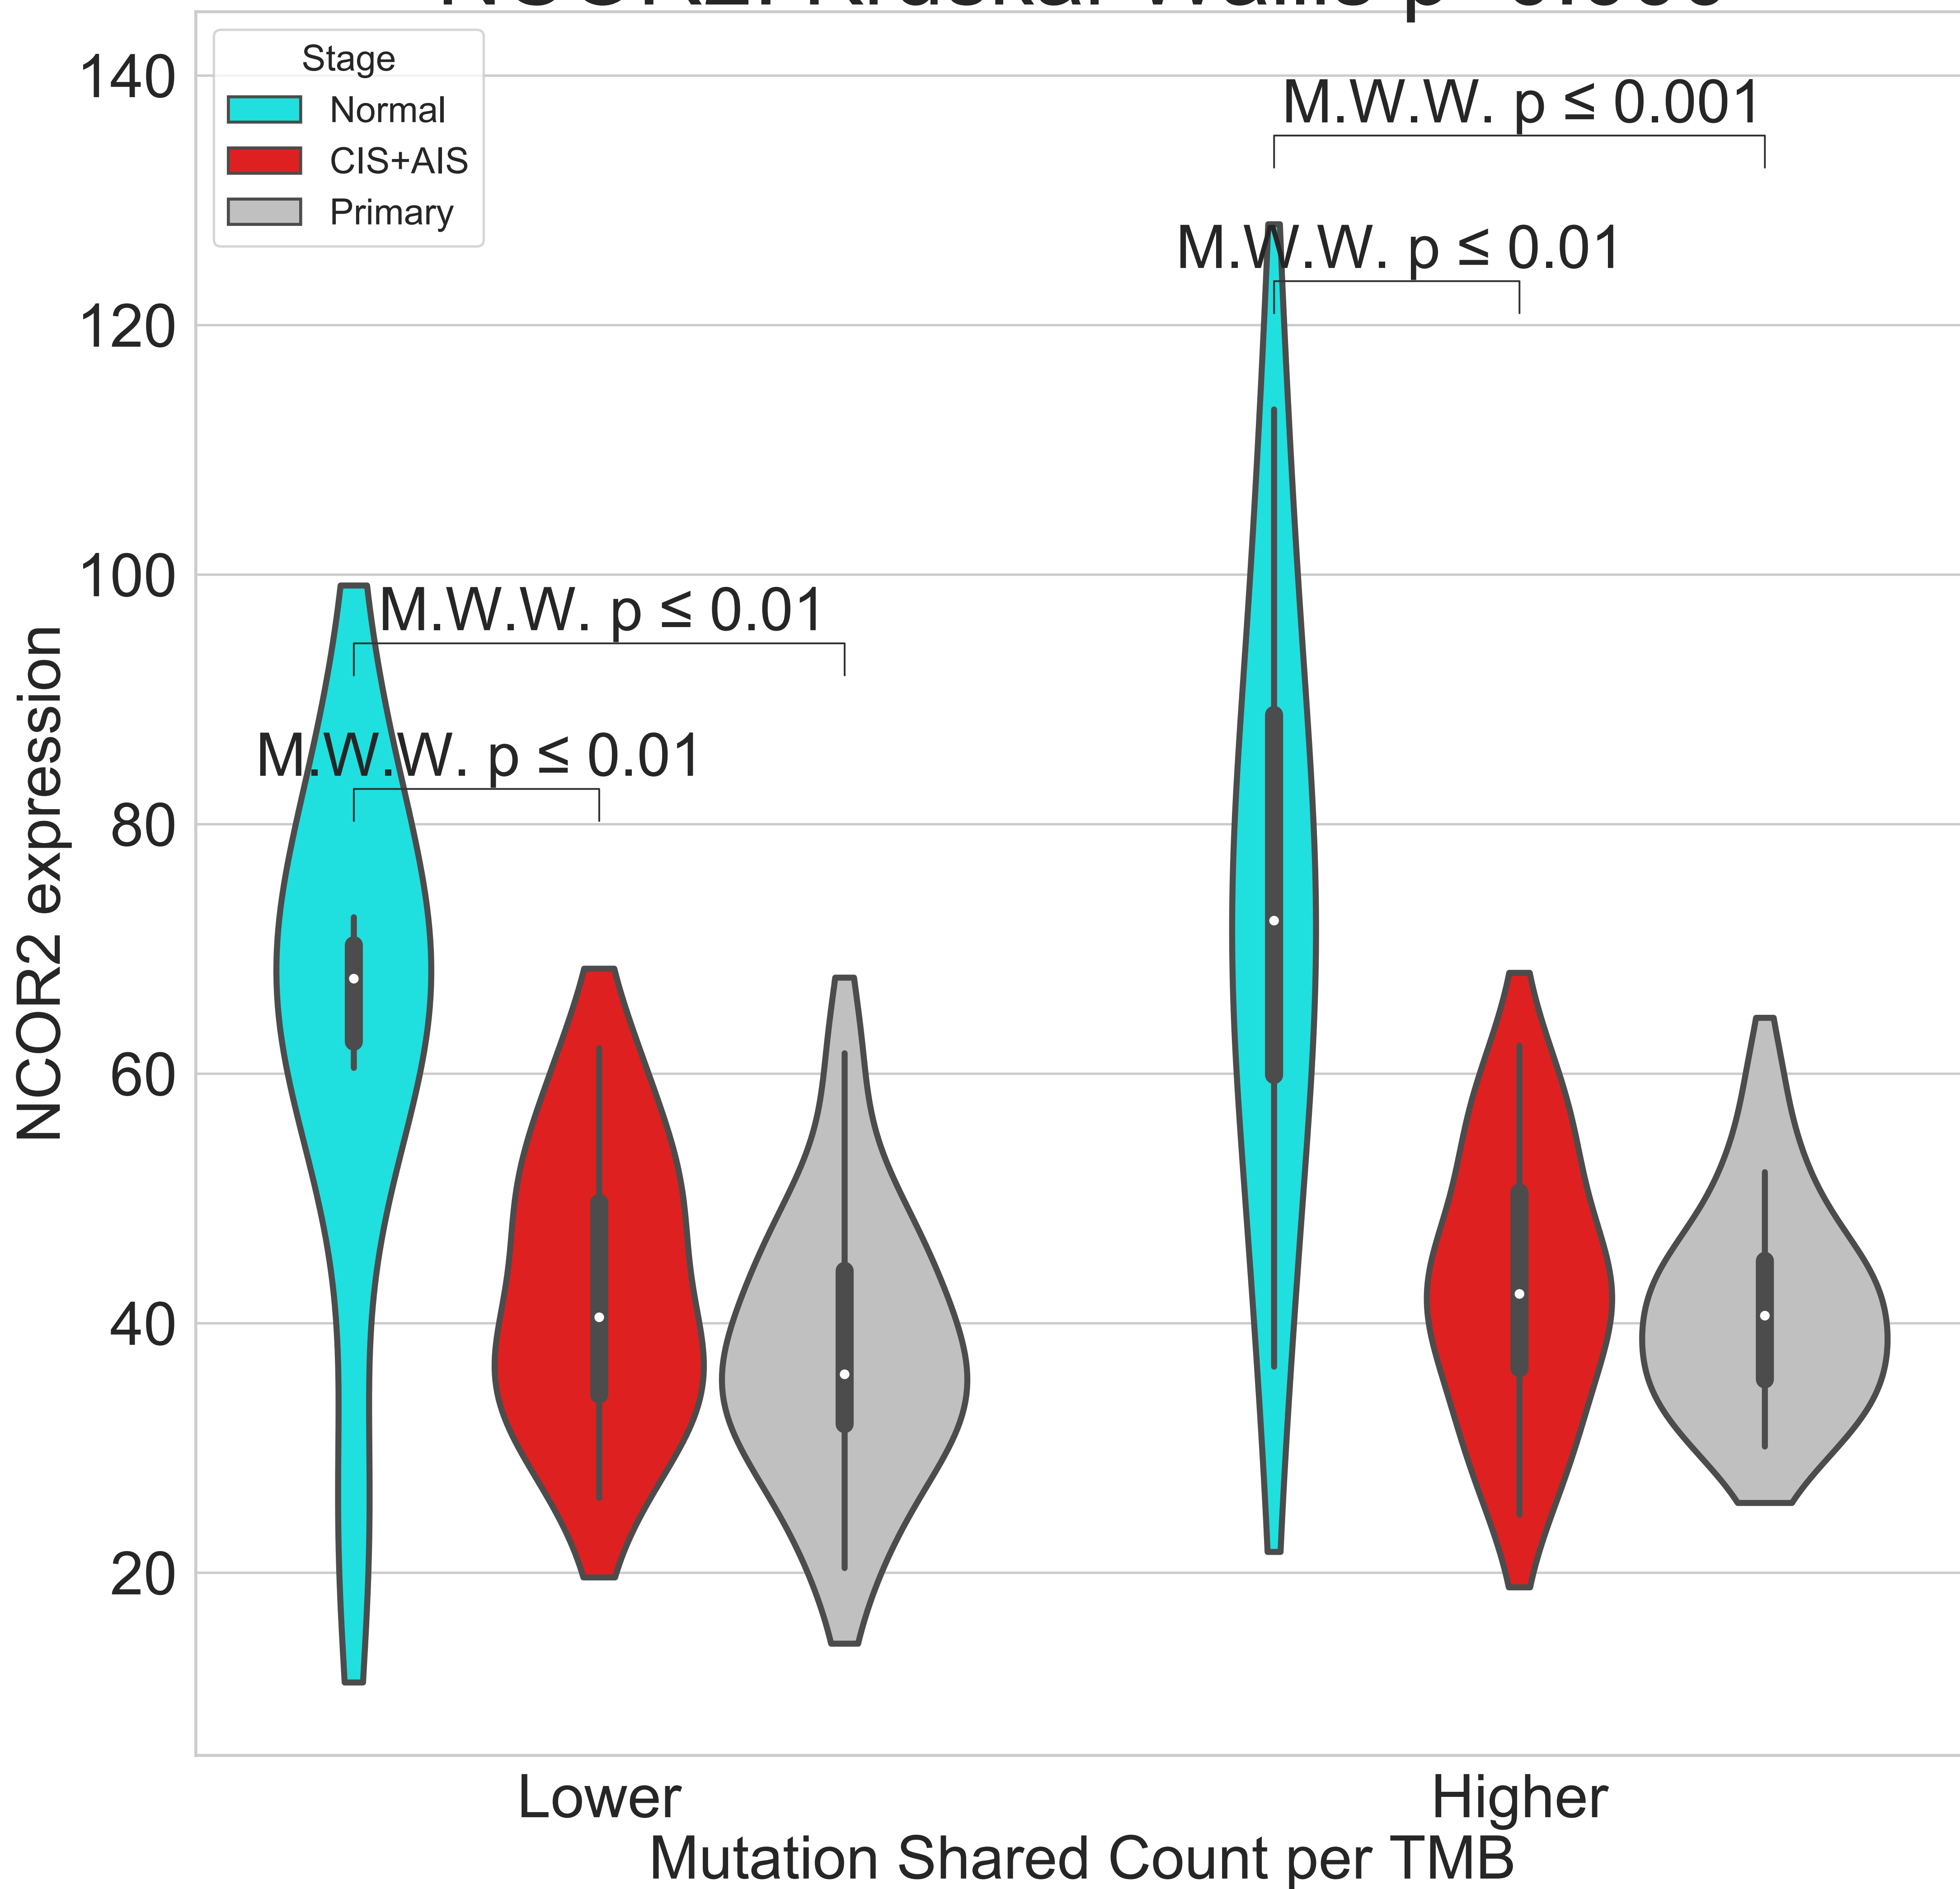 Stage
Normal
CIS+AIS
Primary
140
120
100
80
60
40
20
NCOR2 expression
M.W.W. p ≤ 0.001
M.W.W. p ≤ 0.01
M.W.W. p ≤ 0.01
M.W.W. p ≤ 0.01
Lower
Higher
Mutation Shared Count per TMB